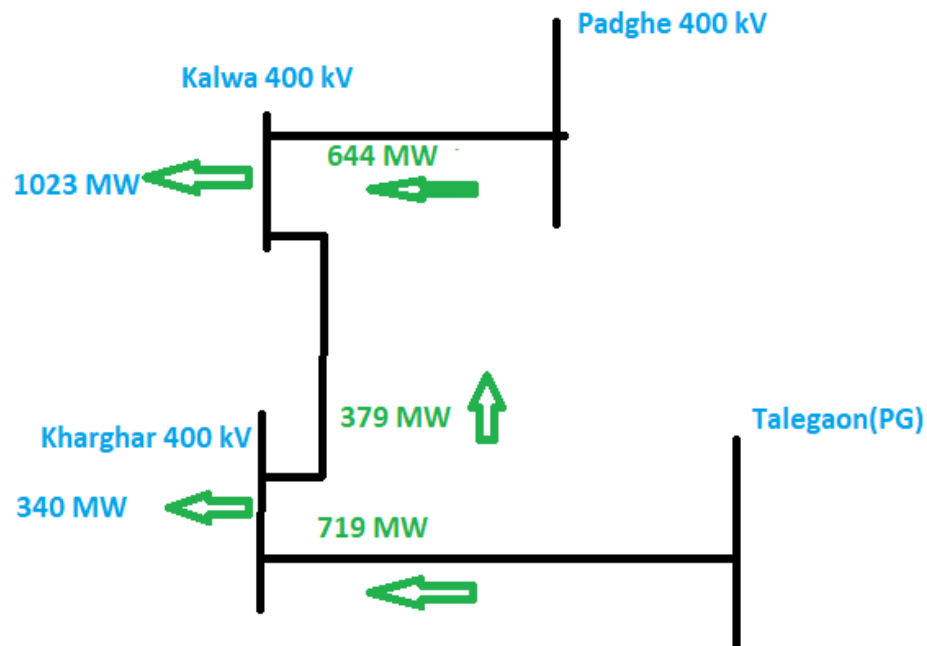 Padghe 400 kV
Kalwa 400 kV
644 MW
1023 MW
379 MW
Talegaon(PG)
Kharghar 400 kV
340 MW
719 MW